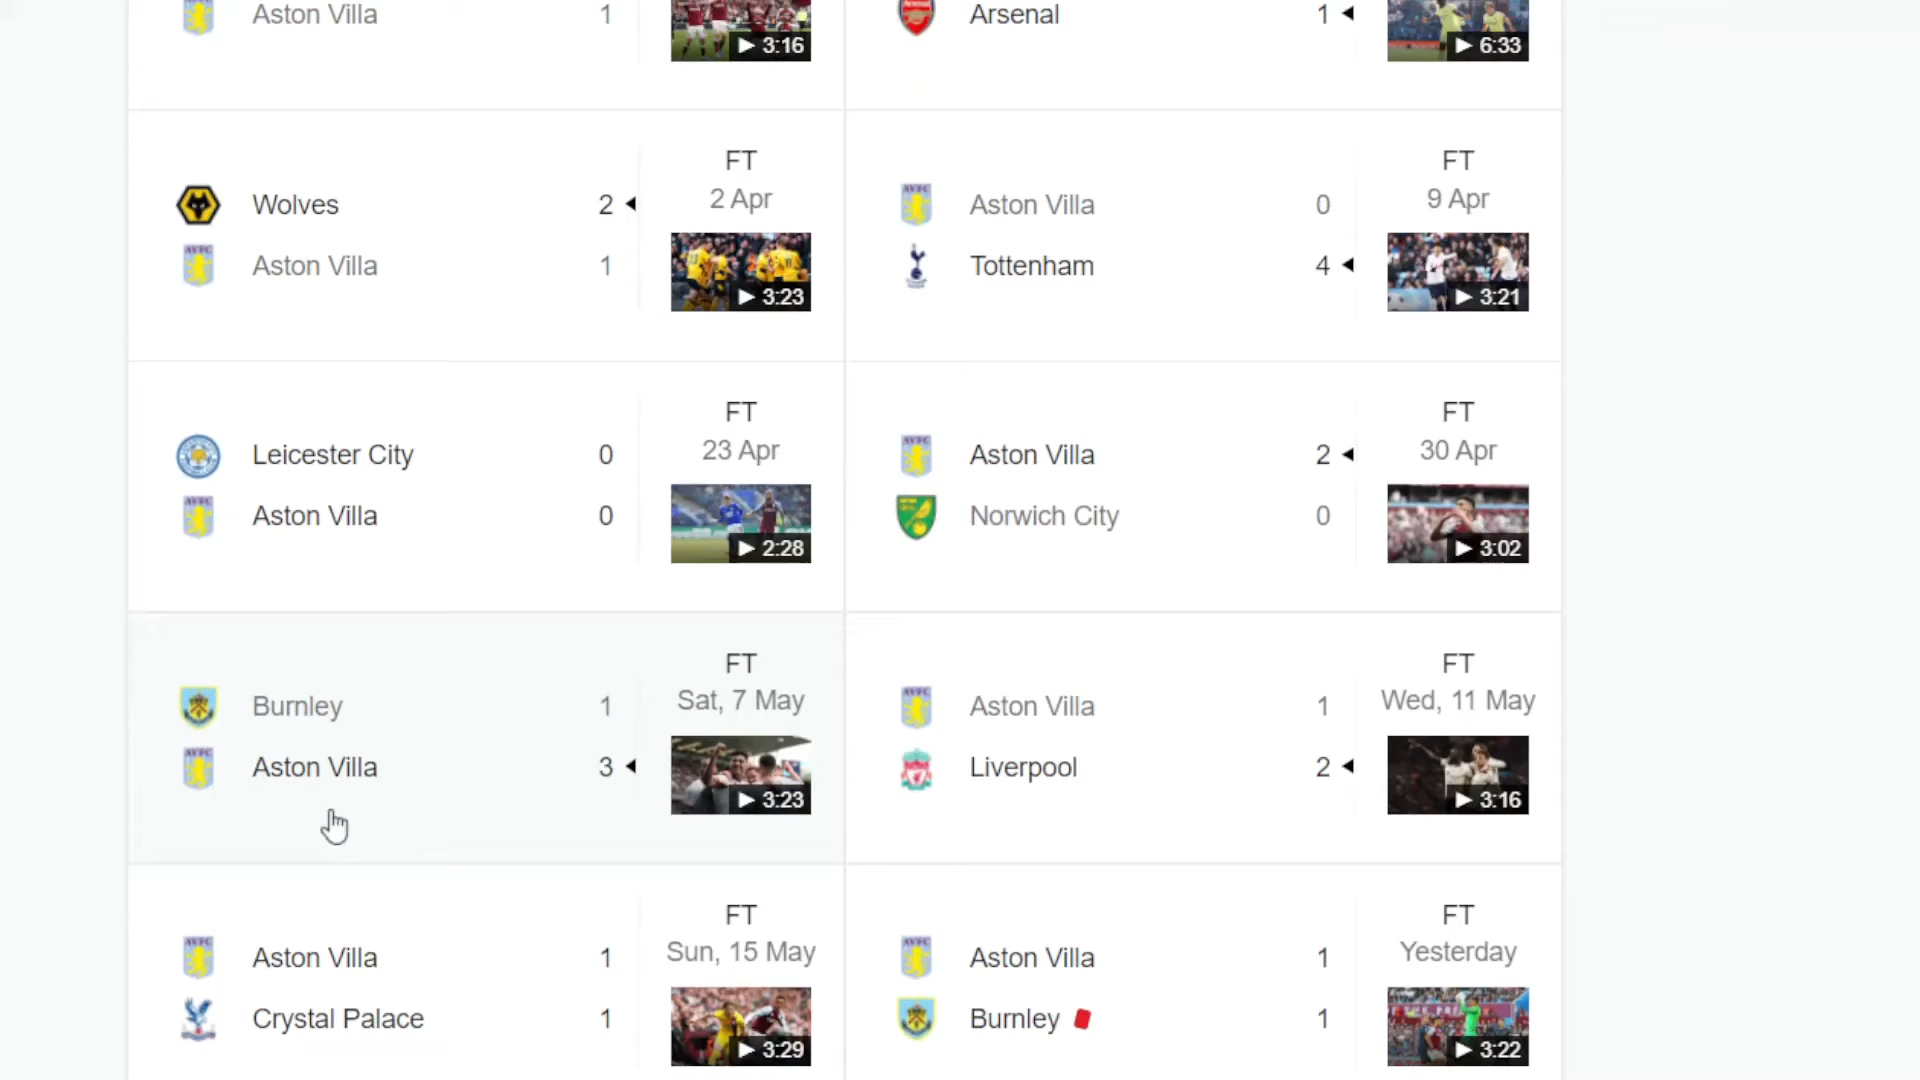 Aston Villa 1
3:16
Arsenal 1
6:33
FT
Wolves 2
2 Apr
Aston Villa 1
3:23
FT
Aston Villa 0
9 Apr
Tottenham 4
3:21
FT
Leicester City 0
23 Apr
Aston Villa 0
2:28
FT
Aston Villa 2
30 Apr
Norwich City 0
3:02
FT
Burnley 1
Sat, 7 May
Aston Villa 3
3:23
FT
Aston Villa 1
Wed, 11 May
Liverpool 2
3:16
FT
Aston Villa 1
Sun, 15 May
Crystal Palace 1
3:29
FT
Aston Villa 1
Yesterday
Burnley 1
3:22